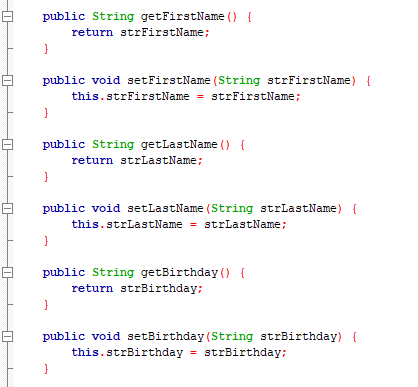 public String getFirstName() {
return strFirstName;
}
public void setFirstName(String strFirstName) {
this.strFirstName = strFirstName;
}
public String getLastName() {
return strLastName;
}
public void setLastName(String strLastName) {
this.strLastName = strLastName;
}
public String getBirthday() {
return strBirthday;
}
public void setBirthday(String strBirthday) {
this.strBirthday = strBirthday;
}